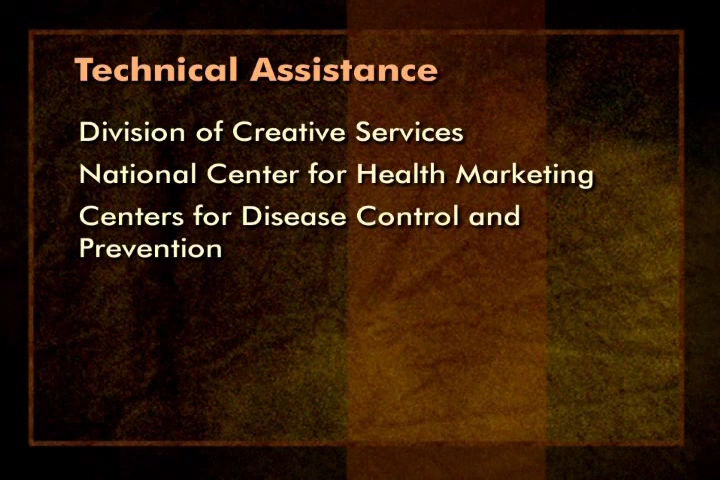 Technical Assistance
Division of Creative Services
National Center for Health Marketing
Centers for Disease Control and
Prevention